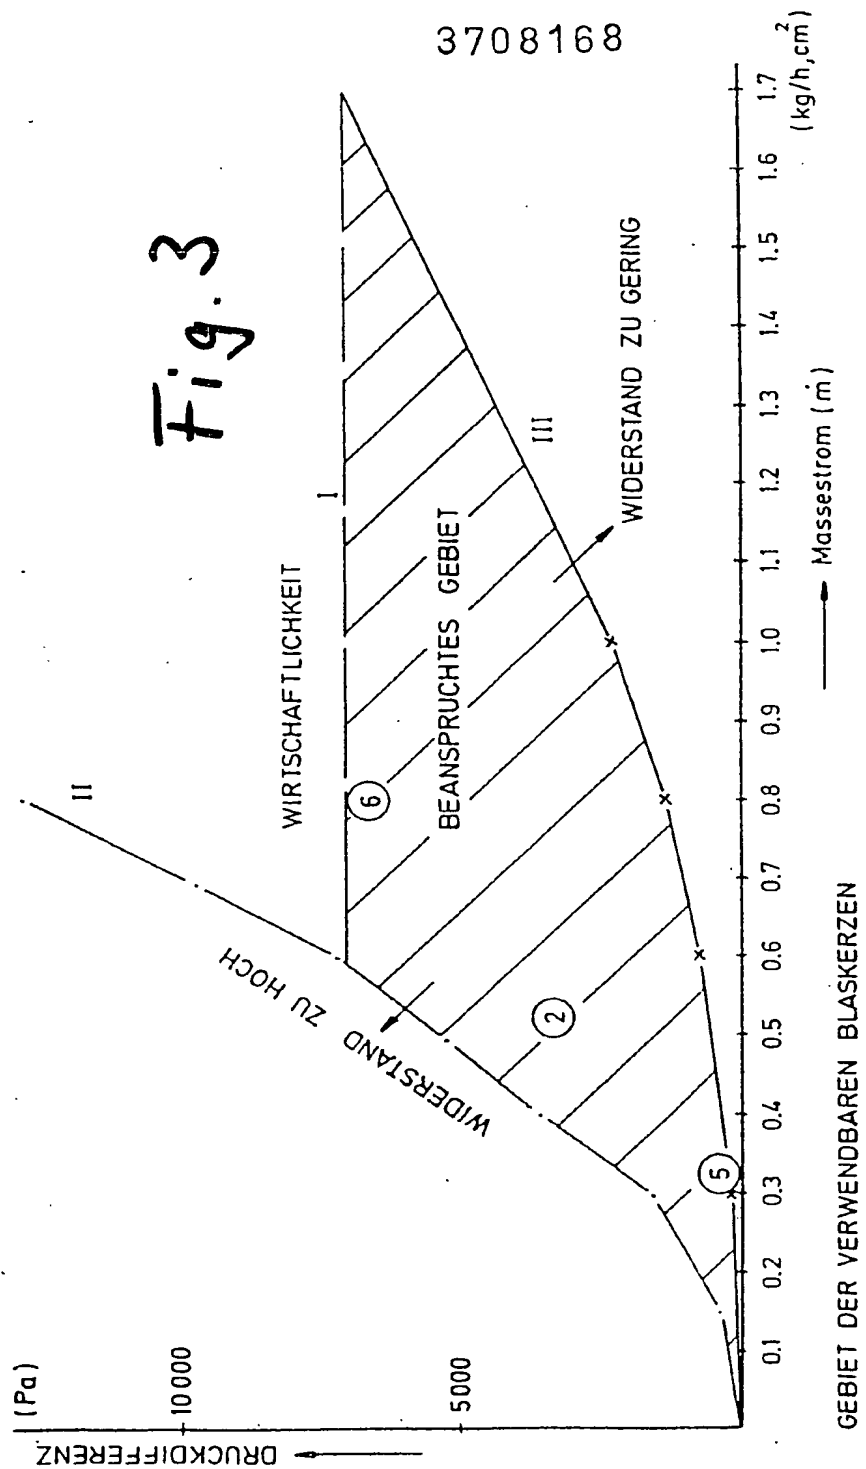 3708168
Fig. 3
(Pa)
DRUCKDIFFERENZ
10000
5000
II
WIRTSCHAFTLICHKEIT
I
WIDERSTAND ZU HOCH
6
BEANSPRUCHTES GEBIET
2
5
III
WIDERSTAND ZU GERING
0.1 0.2 0.3 0.4 0.5 0.6 0.7 0.8 0.9 1.0 1.1 1.2 1.3 1.4 1.5 1.6 1.7
(kg/h,cm²)
Massestrom (ṁ)
GEBIET DER VERWENDBAREN BLASKERZEN